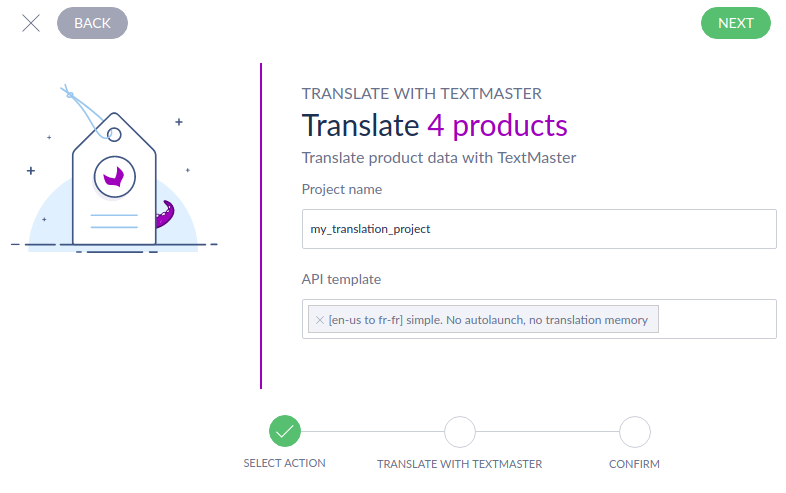 BACK
NEXT
TRANSLATE WITH TEXTMASTER
Translate 4 products
Translate product data with TextMaster
Project name
my_translation_project
API template
[en-us to fr-fr] simple. No autolaunch, no translation memory
SELECT ACTION
TRANSLATE WITH TEXTMASTER
CONFIRM